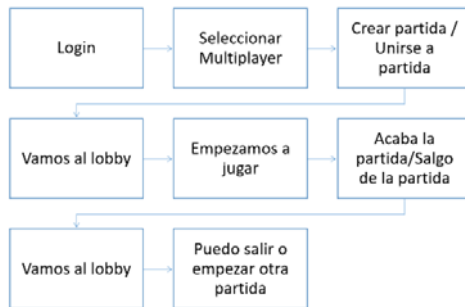 Login
Seleccionar
Multiplayer
Crear partida /
Unirse a
partida
Vamos al lobby
Empezamos a
jugar
Acaba la
partida/Salgo
de la partida
Vamos al lobby
Puedo salir o
empezar otra
partida